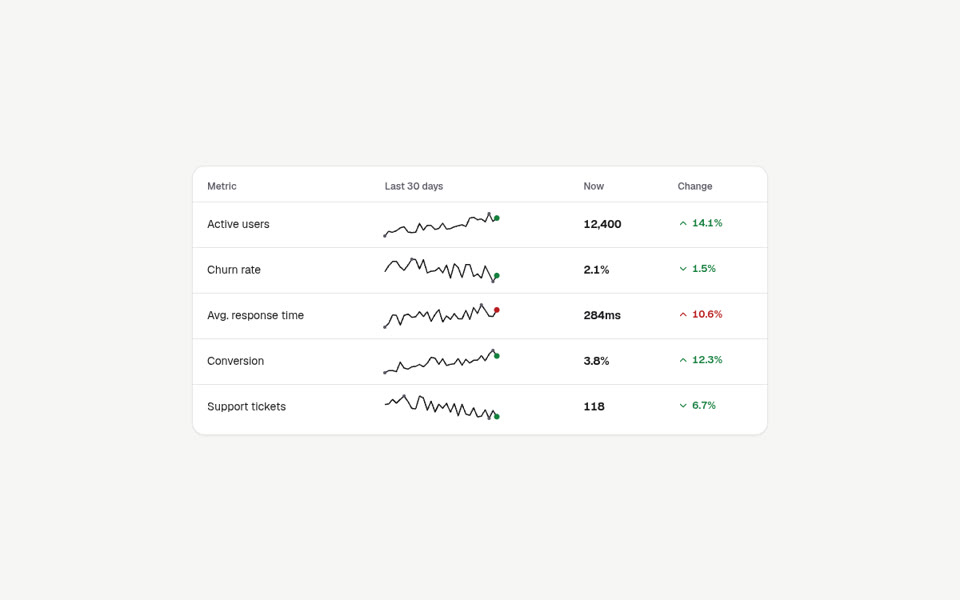 Metric Last 30 days Now Change
Active users 12,400 14.1%
Churn rate 2.1% 1.5%
Avg. response time 284ms 10.6%
Conversion 3.8% 12.3%
Support tickets 118 6.7%